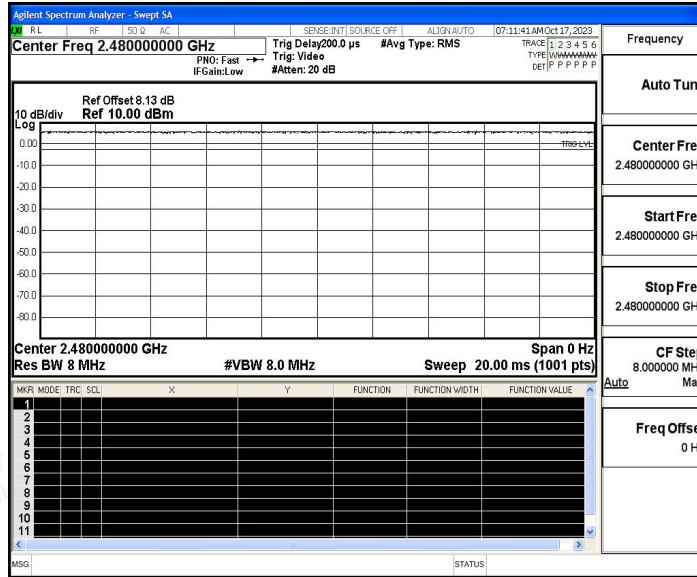 Agilent Spectrum Analyzer - Swept SA
LXI RL RF 50 Ω AC SENSE:INT SOURCE OFF ALIGN AUTO 07:11:41 AM Oct 17, 2023
Center Freq 2.480000000 GHz
PNO: Fast
IFGain:Low
Trig Delay200.0 µs
Trig: Video
#Atten: 20 dB
#Avg Type: RMS
TRACE 1 2 3 4 5 6
TYPE WWWWWW
DET P P P P P P
Ref Offset 8.13 dB
10 dB/div Ref 10.00 dBm
Log
0.00
-10.0
-20.0
-30.0
-40.0
-50.0
-60.0
-70.0
-80.0
TRIG LVL
Center 2.480000000 GHz Span 0 Hz
Res BW 8 MHz #VBW 8.0 MHz Sweep 20.00 ms (1001 pts)
MKR MODE TRC SCL X Y FUNCTION FUNCTION WIDTH FUNCTION VALUE
1
2
3
4
5
6
7
8
9
10
11
MSG STATUS
Frequency
Auto Tun
Center Fre
2.480000000 GH
Start Fre
2.480000000 GH
Stop Fre
2.480000000 GH
CF Ste
8.000000 MH
Auto Ma
Freq Offse
0 H